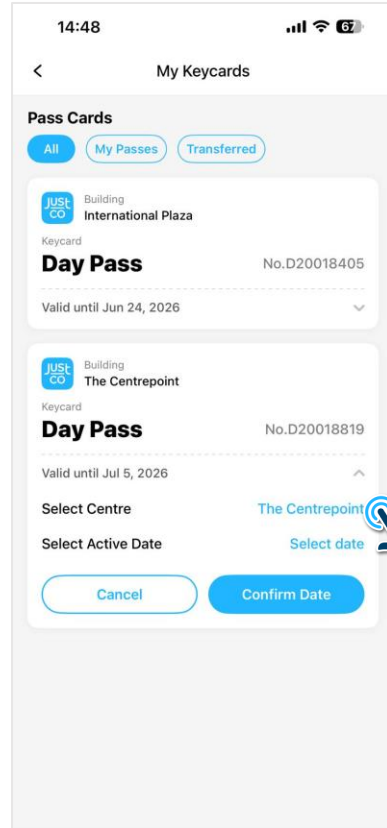 14:48
67
My Keycards
Pass Cards
All
My Passes
Transferred
JUSt
CO
Building
International Plaza
Keycard
Day Pass
No.D20018405
Valid until Jun 24, 2026
JUSt
CO
Building
The Centrepoint
Keycard
Day Pass
No.D20018819
Valid until Jul 5, 2026
Select Centre
The Centrepoint
Select Active Date
Select date
Cancel
Confirm Date